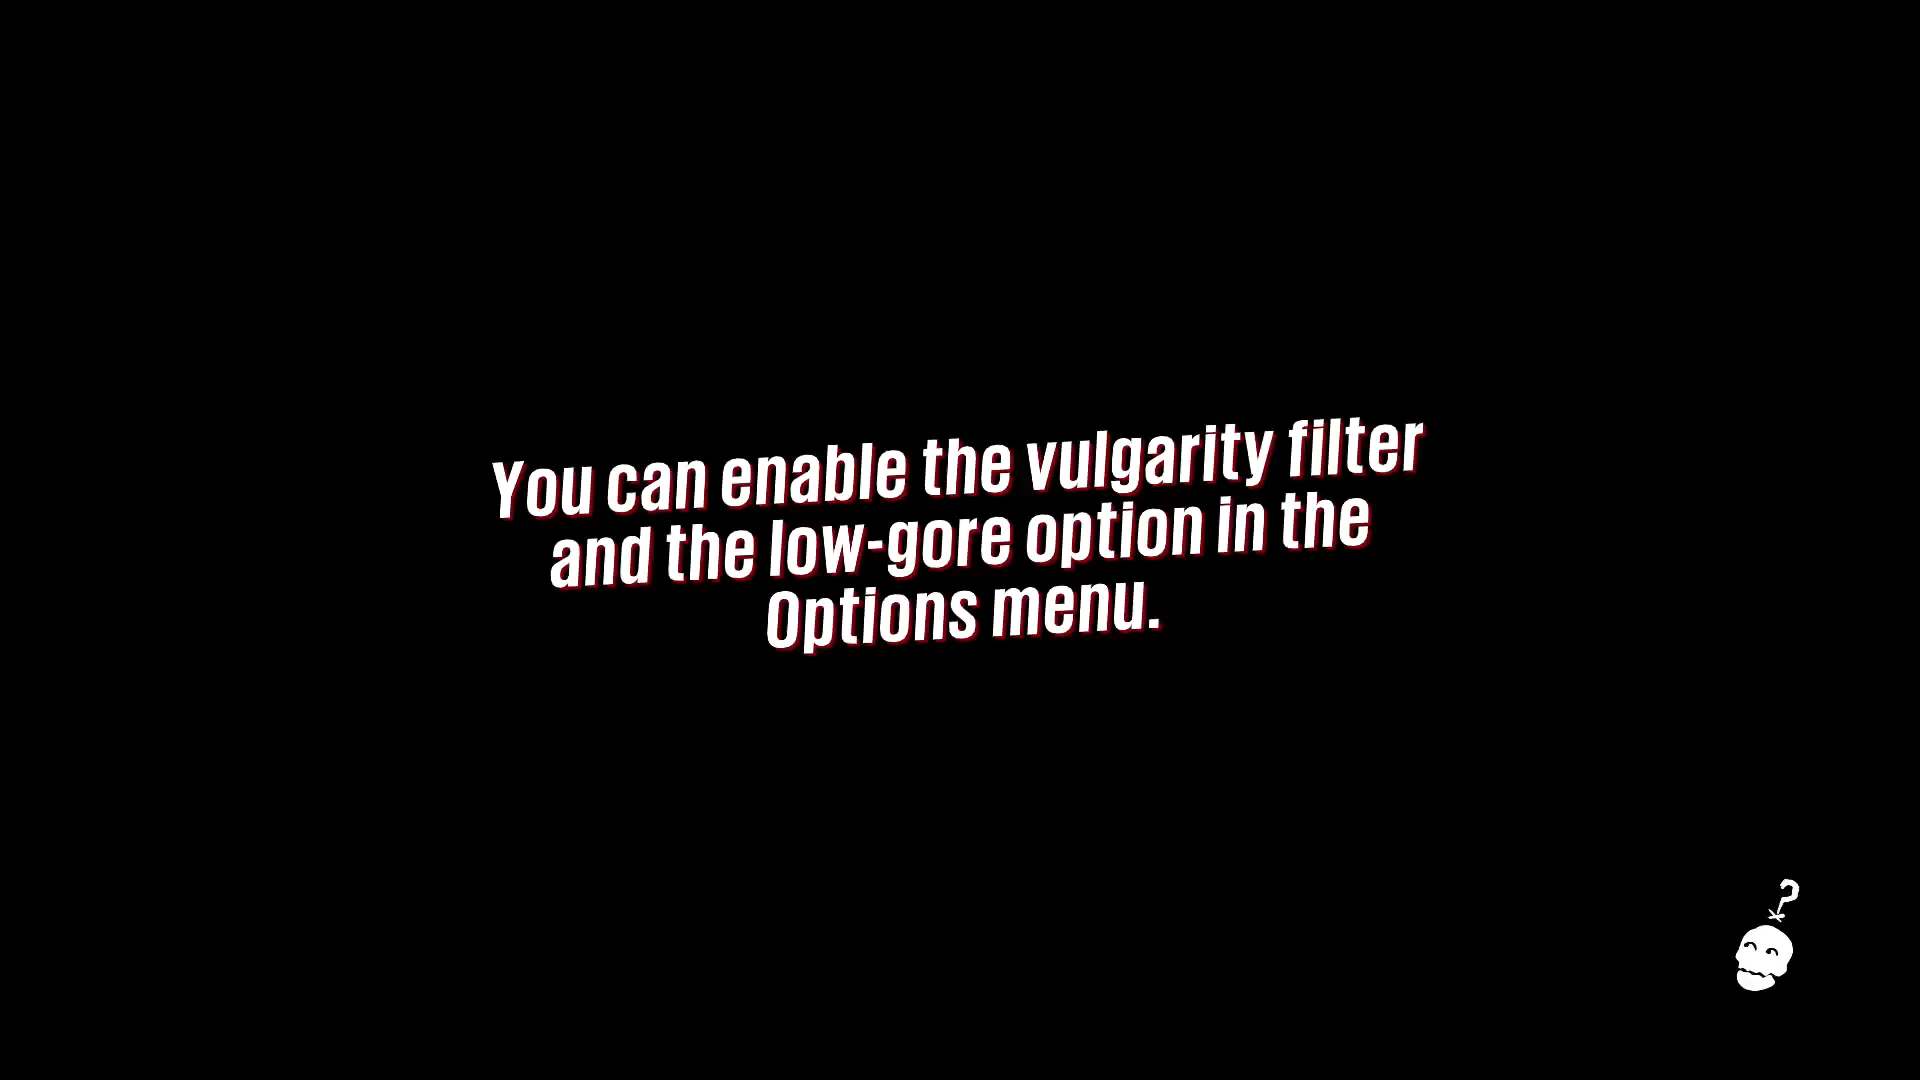 You can enable the vulgarity filter
and the low-gore option in the
Options menu.
?